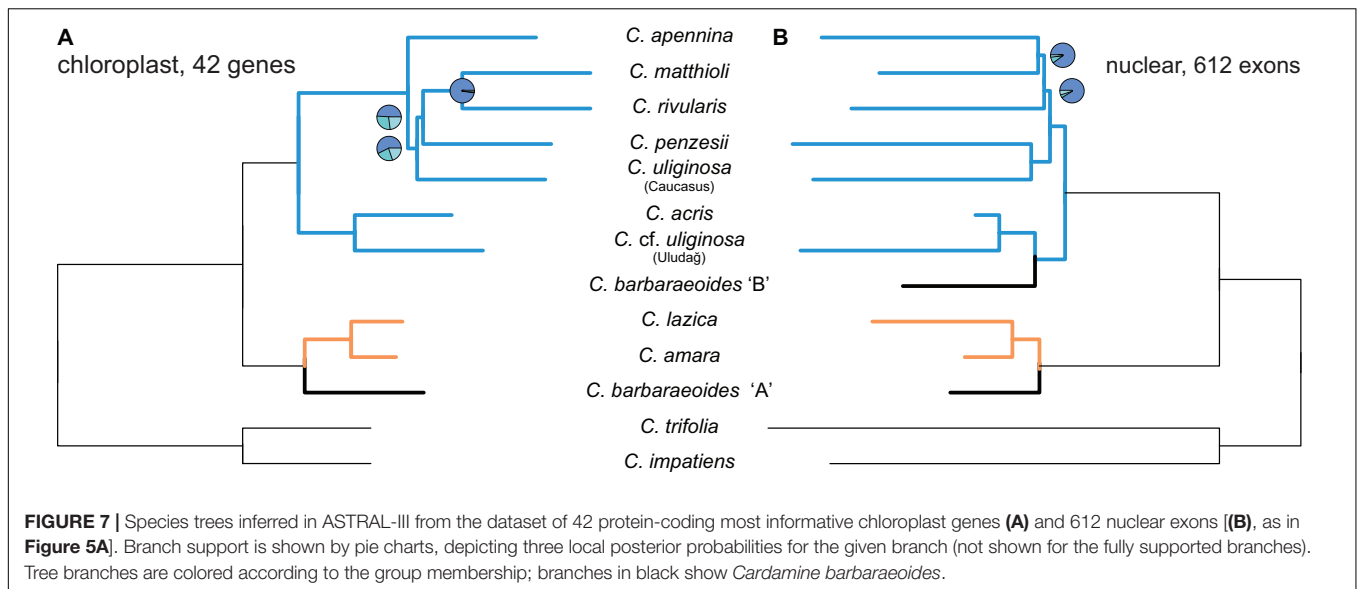 A
chloroplast, 42 genes
B
nuclear, 612 exons
C. apennina
C. matthioli
C. rivularis
C. penzesii
C. uliginosa
(Caucasus)
C. acris
C. cf. uliginosa
(Uludağ)
C. barbaraeoides 'B'
C. lazica
C. amara
C. barbaraeoides 'A'
C. trifolia
C. impatiens
FIGURE 7 | Species trees inferred in ASTRAL-III from the dataset of 42 protein-coding most informative chloroplast genes (A) and 612 nuclear exons [(B), as in
Figure 5A]. Branch support is shown by pie charts, depicting three local posterior probabilities for the given branch (not shown for the fully supported branches).
Tree branches are colored according to the group membership; branches in black show Cardamine barbaraeoides.